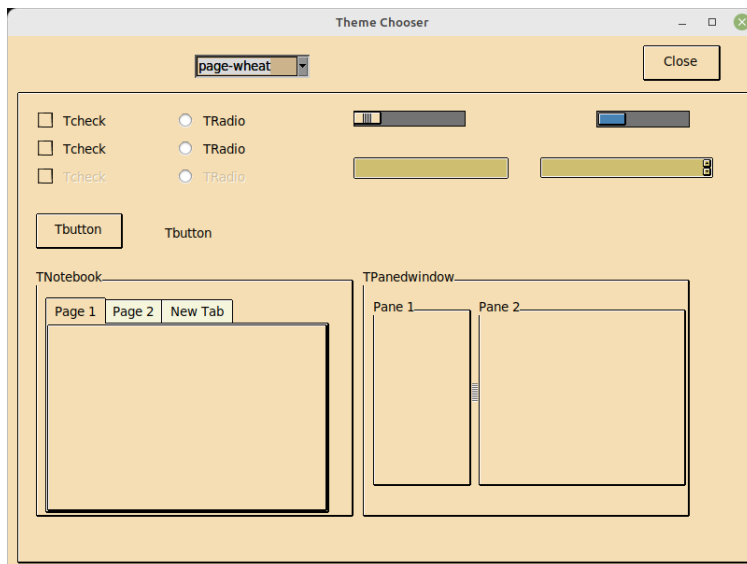 Theme Chooser
page-wheat
Close
Tcheck TRadio
Tcheck TRadio
Tcheck TRadio
Tbutton Tbutton
TNotebook TPanedwindow
Page 1 Page 2 New Tab
Pane 1 Pane 2